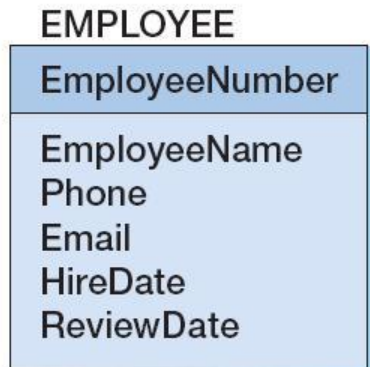 EMPLOYEE
EmployeeNumber
EmployeeName
Phone
Email
HireDate
ReviewDate